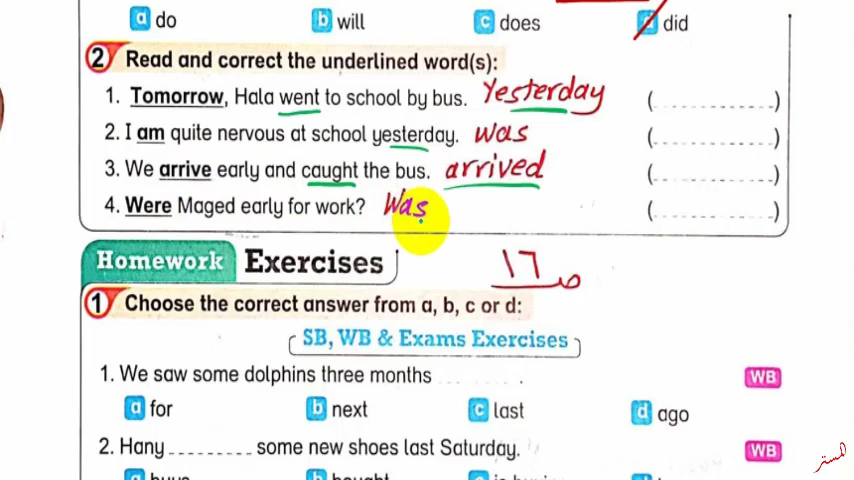 a do b will c does d did
2 Read and correct the underlined word(s):
1. Tomorrow, Hala went to school by bus. Yesterday (............)
2. I am quite nervous at school yesterday. was (............)
3. We arrive early and caught the bus. arrived (............)
4. Were Maged early for work? Was (............)
Homework Exercises ص ١٦
1 Choose the correct answer from a, b, c or d:
SB, WB & Exams Exercises
1. We saw some dolphins three months ........ . WB
a for b next c last d ago
2. Hany ......... some new shoes last Saturday. WB
b bought